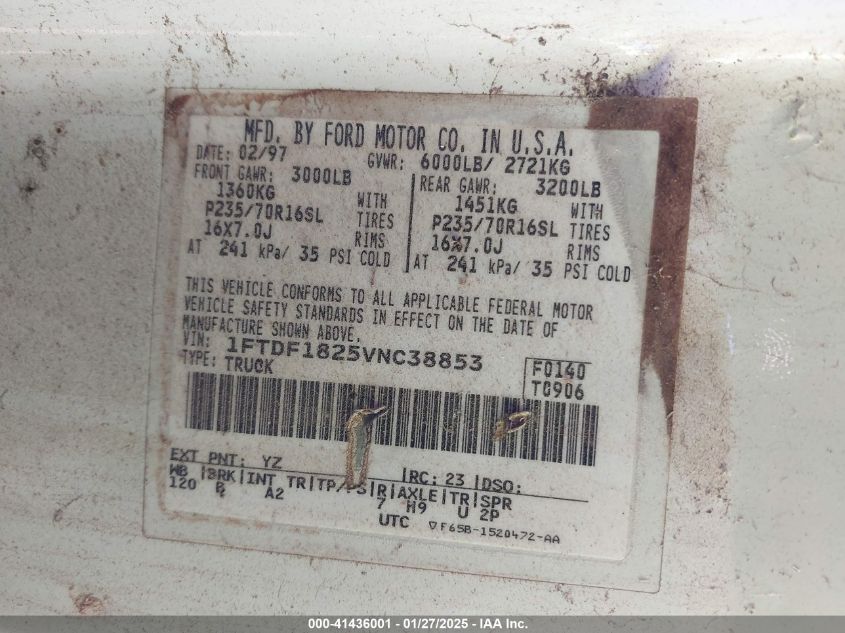 MFD. BY FORD MOTOR CO. IN U.S.A.
DATE: 02/97 GVWR: 6000LB/ 2721KG
FRONT GAWR: 3000LB REAR GAWR: 3200LB
1360KG WITH 1451KG WITH
P235/70R16SL TIRES P235/70R16SL TIRES
16X7.0J RIMS 16X7.0J RIMS
AT 241 kPa/ 35 PSI COLD AT 241 kPa/ 35 PSI COLD
THIS VEHICLE CONFORMS TO ALL APPLICABLE FEDERAL MOTOR
VEHICLE SAFETY STANDARDS IN EFFECT ON THE DATE OF
MANUFACTURE SHOWN ABOVE.
VIN: 1FTDF1825VNC38853
TYPE: TRUCK
F0140
T0906
EXT PNT: YZ RC: 23 DSO:
WB BRK INT TR TP/PS R AXLE TR SPR
120 B A2 7 H9 U 2P
UTC ▽F65B-1520472-AA
000-41436001 - 01/27/2025 - IAAI.com